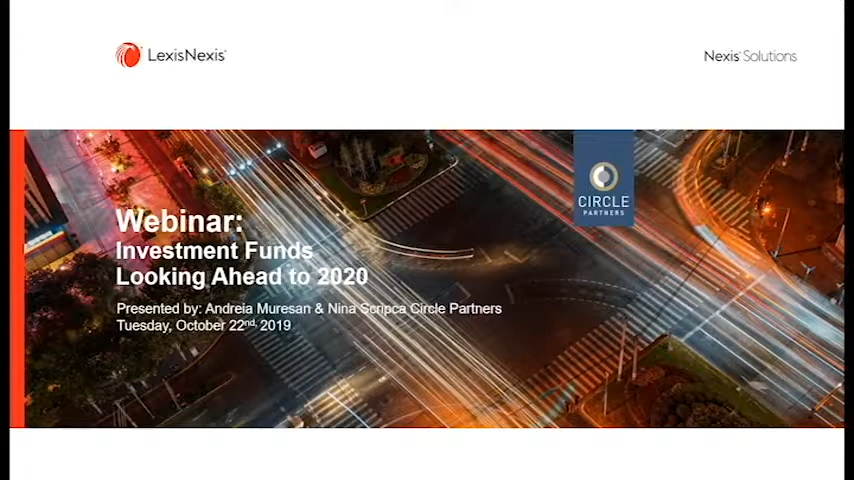 LexisNexis®
Nexis® Solutions
CIRCLE
PARTNERS
Webinar:
Investment Funds
Looking Ahead to 2020
Presented by: Andreia Muresan & Nina Scripca Circle Partners
Tuesday, October 22nd, 2019